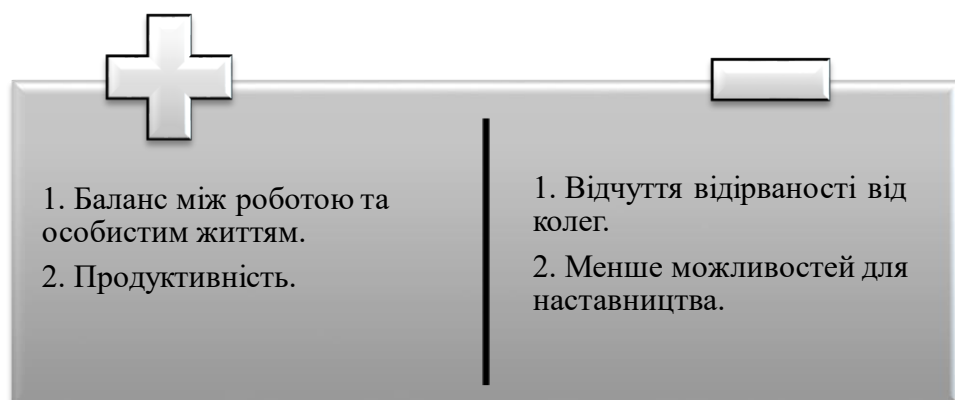 1. Баланс між роботою та
особистим життям.
2. Продуктивність.
1. Відчуття відірваності від
колег.
2. Менше можливостей для
наставництва.